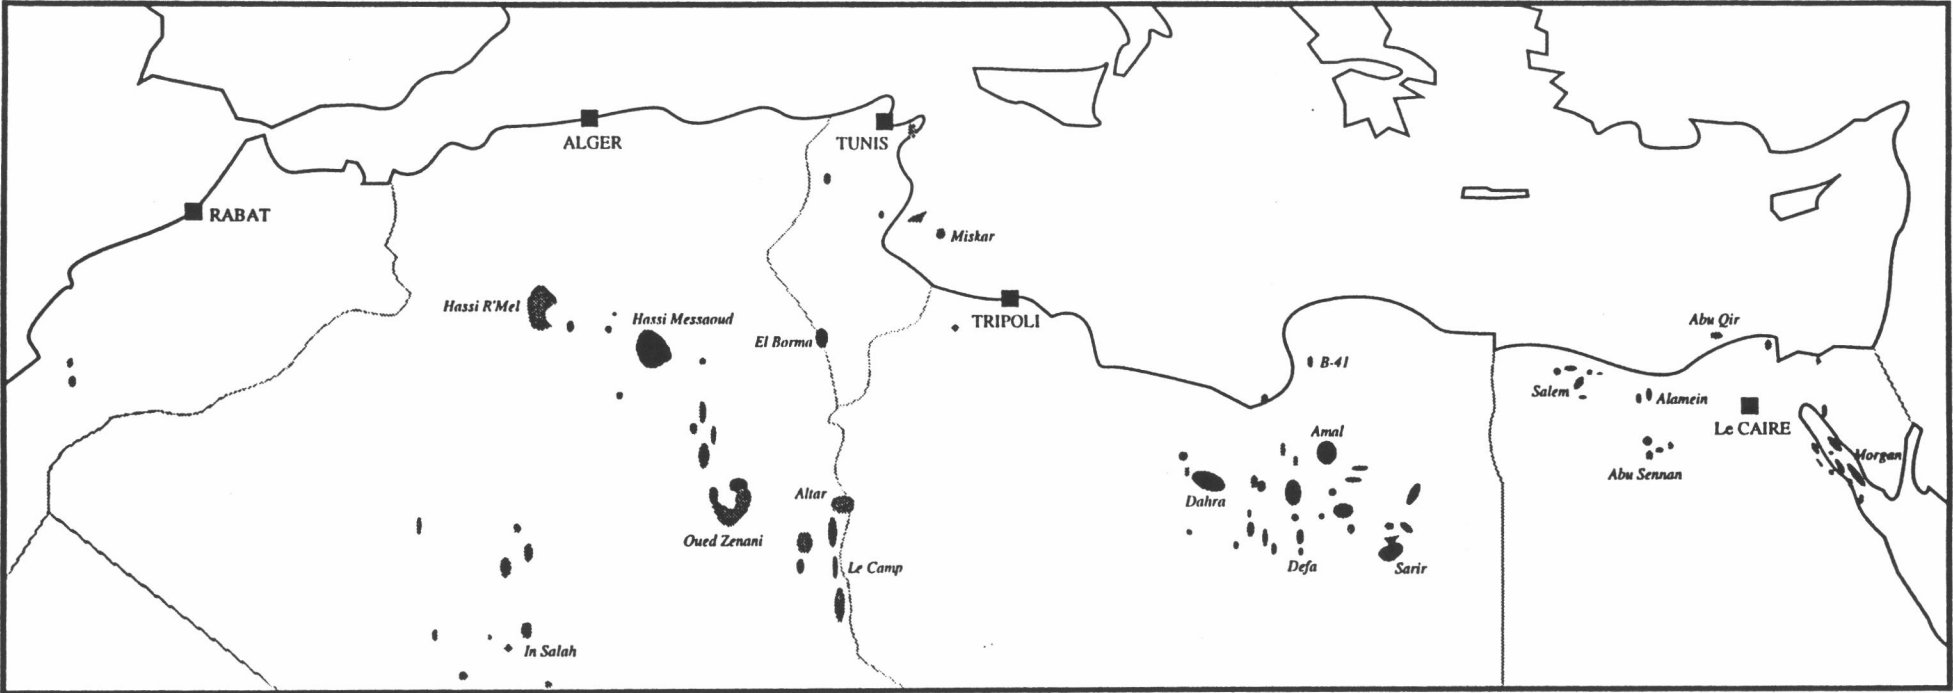 ALGER
TUNIS
RABAT
Miskar
Hassi R'Mel
Hassi Messaoud
El Borma
TRIPOLI
Abu Qir
B-41
Salem
Alamein
Le CAIRE
Amal
Morgan
Abu Sennan
Dahra
Altar
Oued Zenani
Le Camp
Defa
Sarir
In Salah